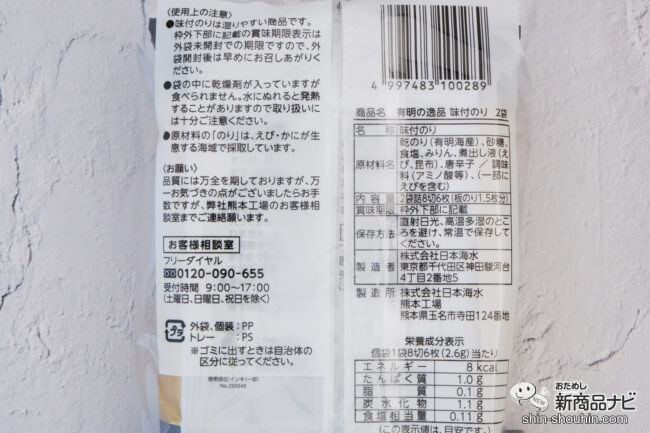 〈使用上の注意〉
●味付のりは湿りやすい商品です。
枠外下部に記載の賞味期限表示は
外袋未開封での期限ですので、外
袋開封後は早めにお召しあがりく
ださい。
●袋の中に乾燥剤が入っていますが
食べられません。水にぬれると発熱
することがありますので取り扱いに
は十分ご注意ください。
●原材料の「のり」は、えび・かにが生
息する海域で採取しています。
〈お願い〉
品質には万全を期しておりますが、万
一お気づきの点がございましたらお手
数ですが、弊社熊本工場のお客様相
談室までご連絡願います。
お客様相談室
フリーダイヤル
0120-090-655
受付時間 9:00〜17:00
(土曜日、日曜日、祝日を除く)
プラ
外袋、個装:PP
トレー:PS
※ゴミに出すときは自治体の
区分に従ってください。
使用部位:インキ(一部)
No.220349
4 997483 100289
商品名 有明の逸品 味付のり 2袋
名称 味付のり
原材料名 乾のり(有明海産)、砂糖、
食塩、みりん、煮出し液(え
び、昆布)、唐辛子/調味
料(アミノ酸等)、(一部に
えびを含む)
内容量 2袋詰8切6枚(板のり1.5枚分)
賞味期限 枠外下部に記載
保存方法 直射日光、高温多湿のとこ
ろを避け、常温で保存して
ください。
製造者 株式会社日本海水
東京都千代田区神田駿河台
4丁目2番地5
製造所 株式会社日本海水
熊本工場
熊本県玉名市寺田124番地
栄養成分表示
個袋1袋8切6枚(2.6g)当たり
エネルギー 8 kcal
たんぱく質 1.0 g
脂質 0.1 g
炭水化物 1.1 g
食塩相当量 0.11 g
(この表示値は、目安です。)
NEW
おためし
新商品ナビ
shin-shouhin.com